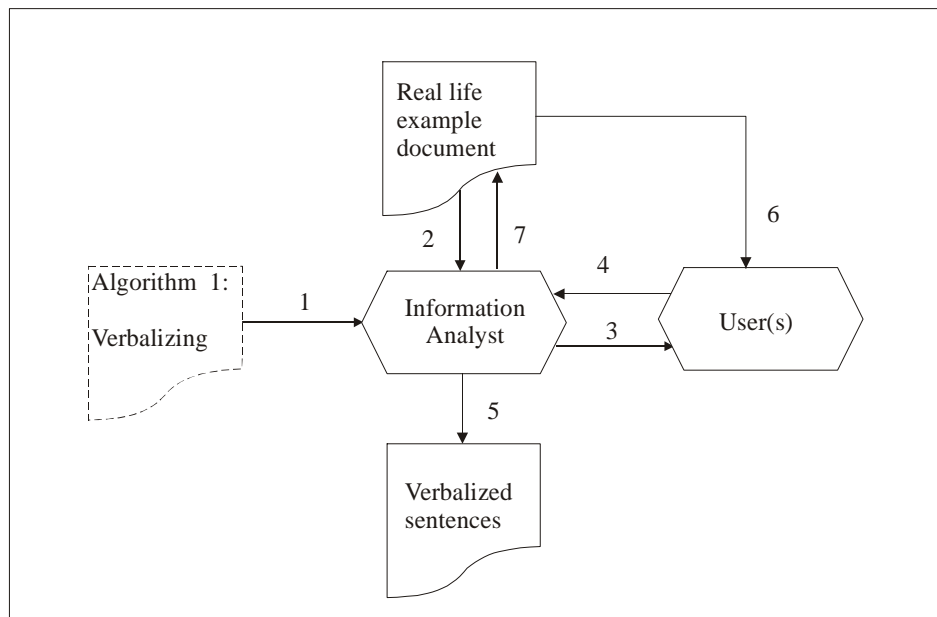 Real life
example
document
6
2
7
4
Algorithm 1:
Verbalizing
1
Information
Analyst
3
User(s)
5
Verbalized
sentences